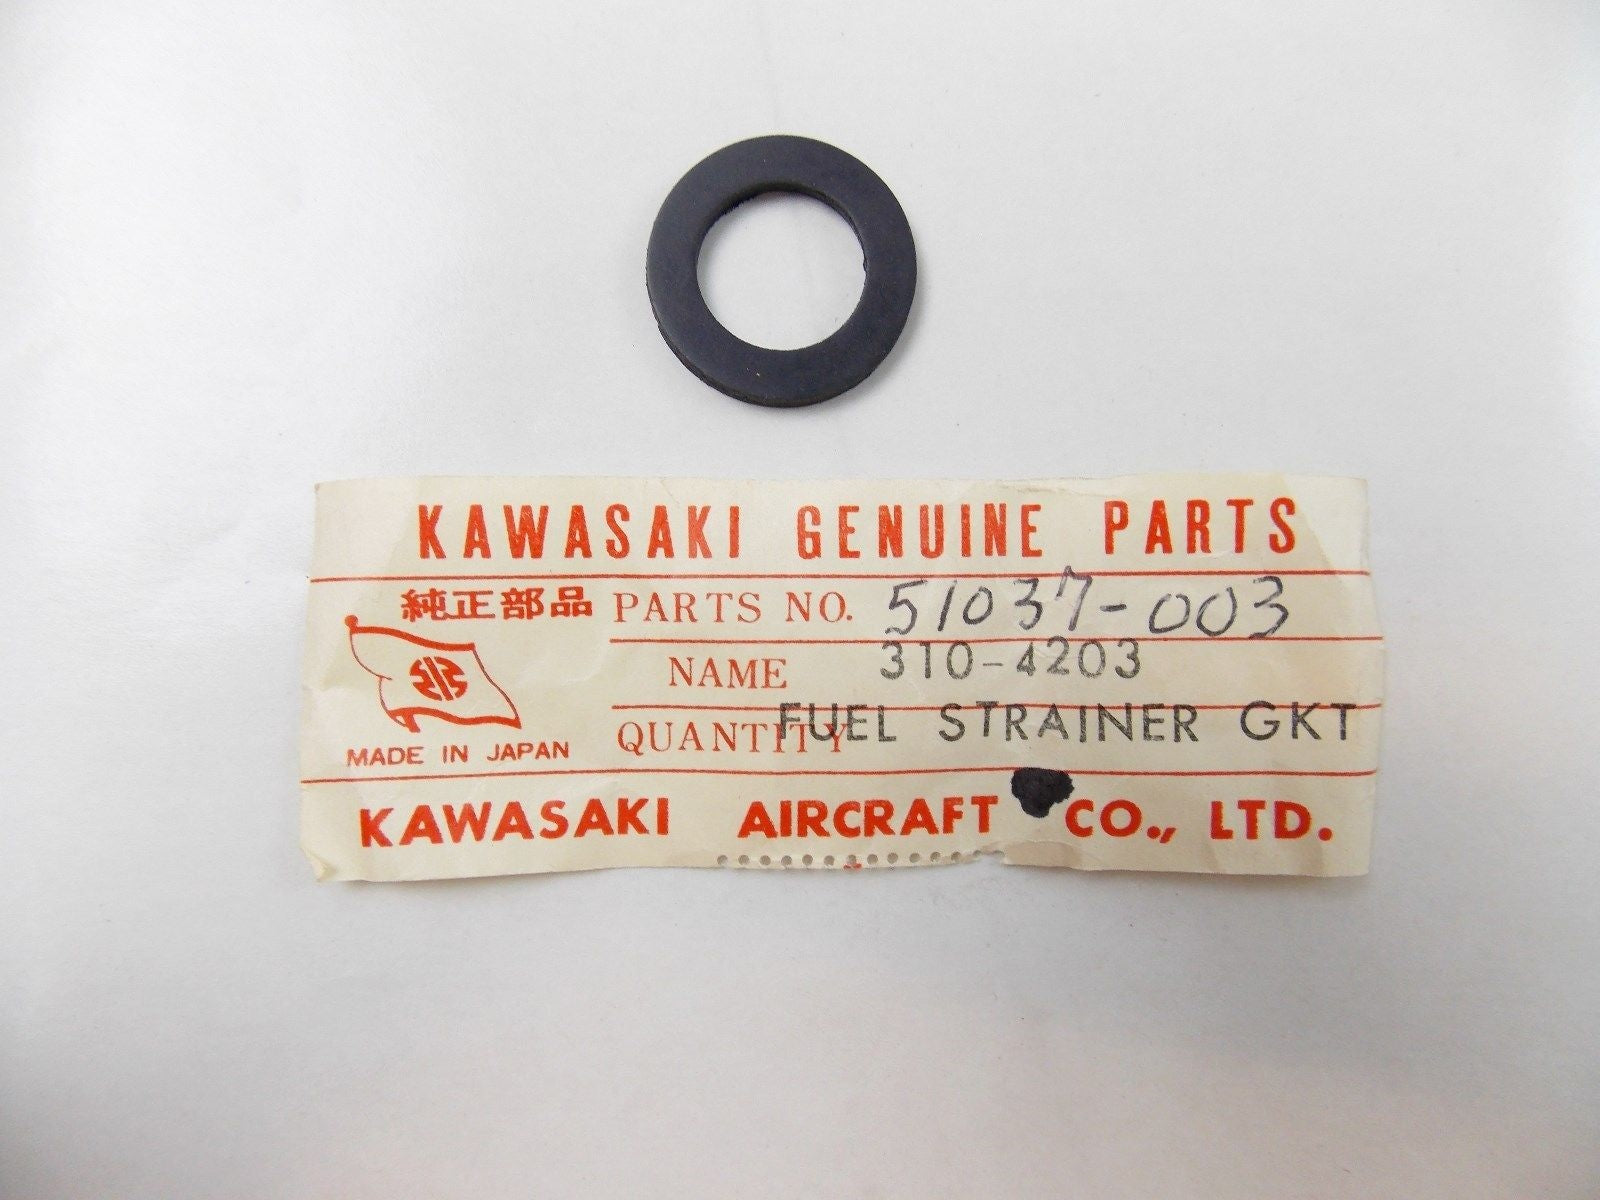 KAWASAKI GENUINE PARTS
純正部品 PARTS NO. 51037-003
NAME 310-4203
QUANTITY FUEL STRAINER GKT
MADE IN JAPAN
KAWASAKI AIRCRAFT CO., LTD.